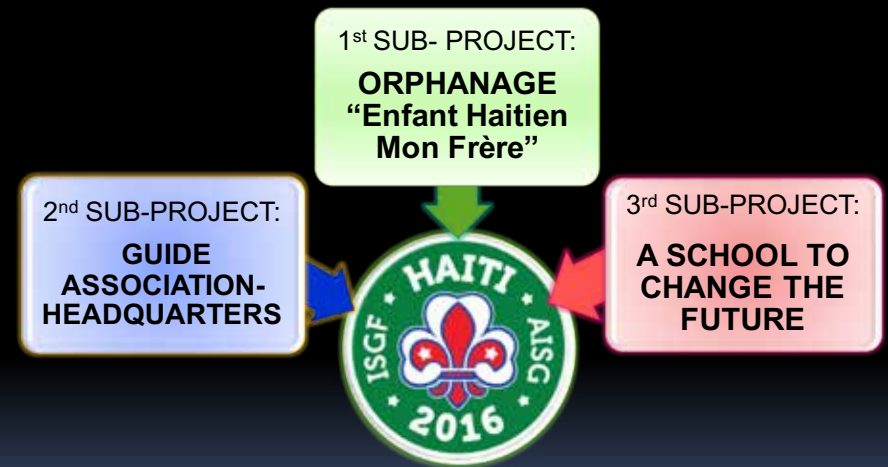 1st SUB- PROJECT:
ORPHANAGE
“Enfant Haitien
Mon Frère”
2nd SUB-PROJECT:
GUIDE
ASSOCIATION-
HEADQUARTERS
3rd SUB-PROJECT:
A SCHOOL TO
CHANGE THE
FUTURE
HAITI
ISGF
AISG
2016